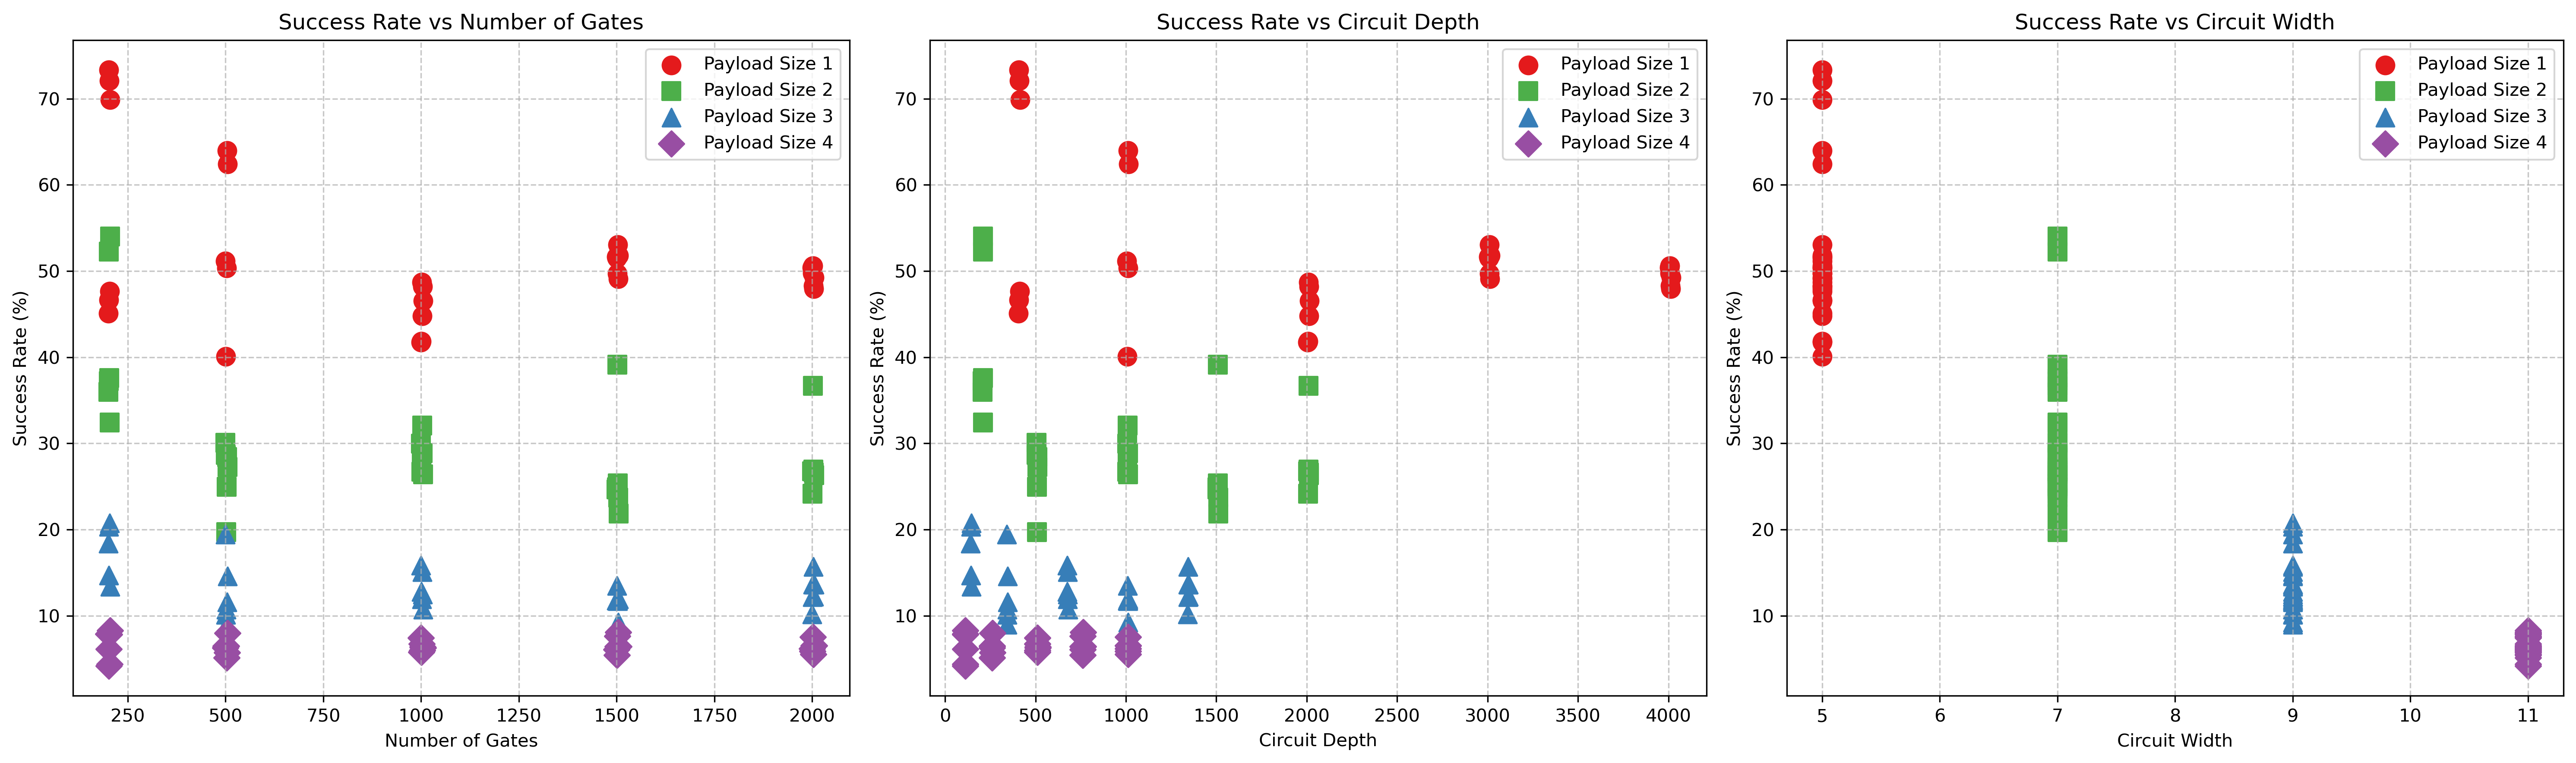 Success Rate vs Number of Gates
Success Rate (%)
70
60
50
40
30
20
10
Payload Size 1
Payload Size 2
Payload Size 3
Payload Size 4
250 500 750 1000 1250 1500 1750 2000
Number of Gates
Success Rate vs Circuit Depth
Success Rate (%)
70
60
50
40
30
20
10
Payload Size 1
Payload Size 2
Payload Size 3
Payload Size 4
0 500 1000 1500 2000 2500 3000 3500 4000
Circuit Depth
Success Rate vs Circuit Width
Success Rate (%)
70
60
50
40
30
20
10
Payload Size 1
Payload Size 2
Payload Size 3
Payload Size 4
5 6 7 8 9 10 11
Circuit Width